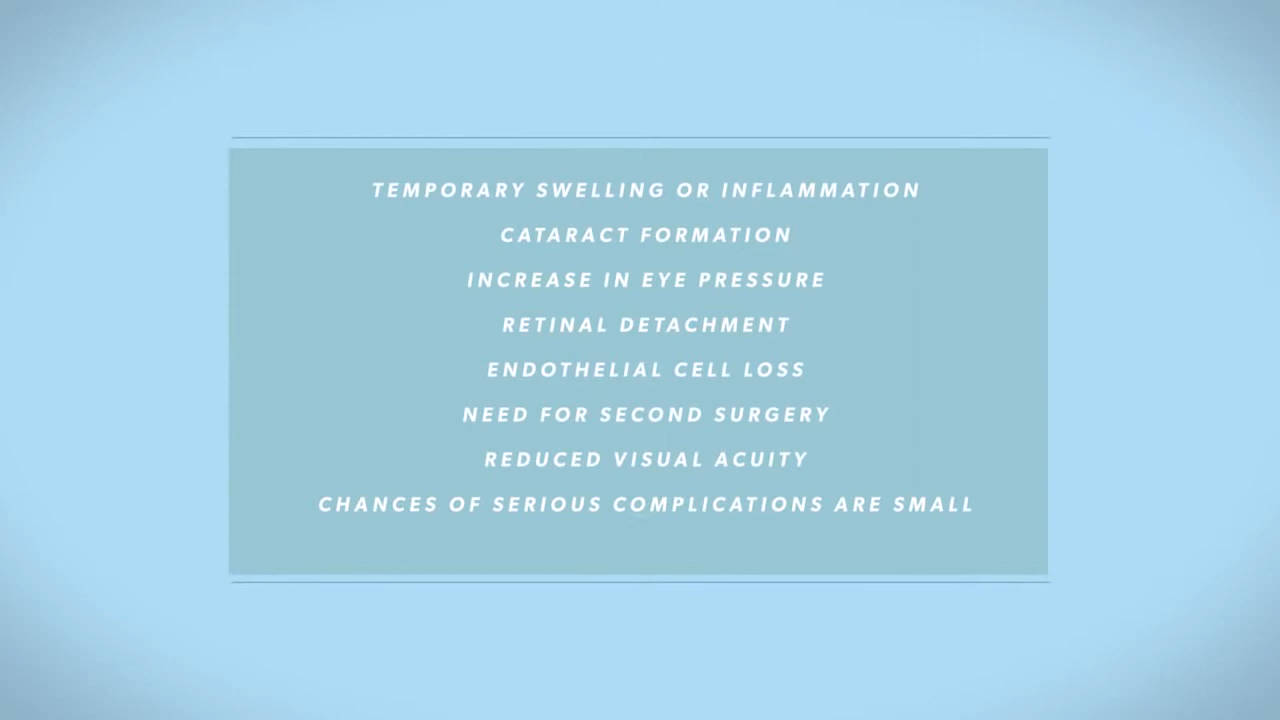 TEMPORARY SWELLING OR INFLAMMATION
CATARACT FORMATION
INCREASE IN EYE PRESSURE
RETINAL DETACHMENT
ENDOTHELIAL CELL LOSS
NEED FOR SECOND SURGERY
REDUCED VISUAL ACUITY
CHANCES OF SERIOUS COMPLICATIONS ARE SMALL